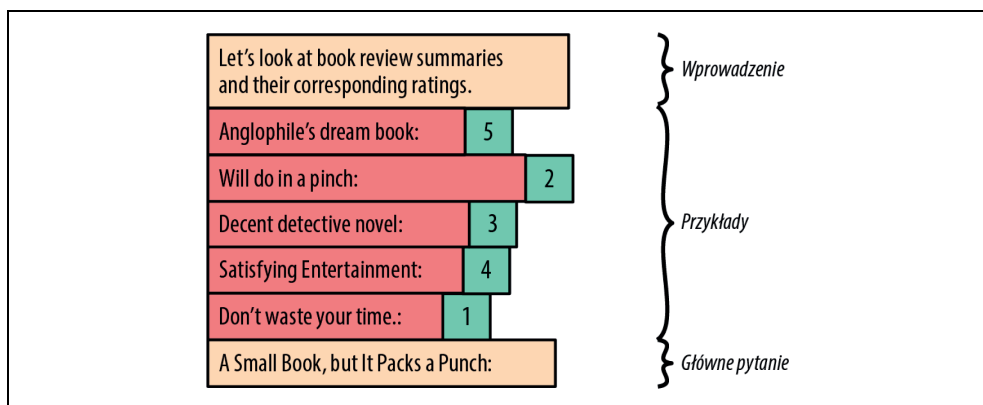 Let's look at book review summaries
and their corresponding ratings.
Wprowadzenie
Anglophile's dream book: 5
Will do in a pinch: 2
Decent detective novel: 3
Przykłady
Satisfying Entertainment: 4
Don't waste your time.: 1
A Small Book, but It Packs a Punch:
Główne pytanie